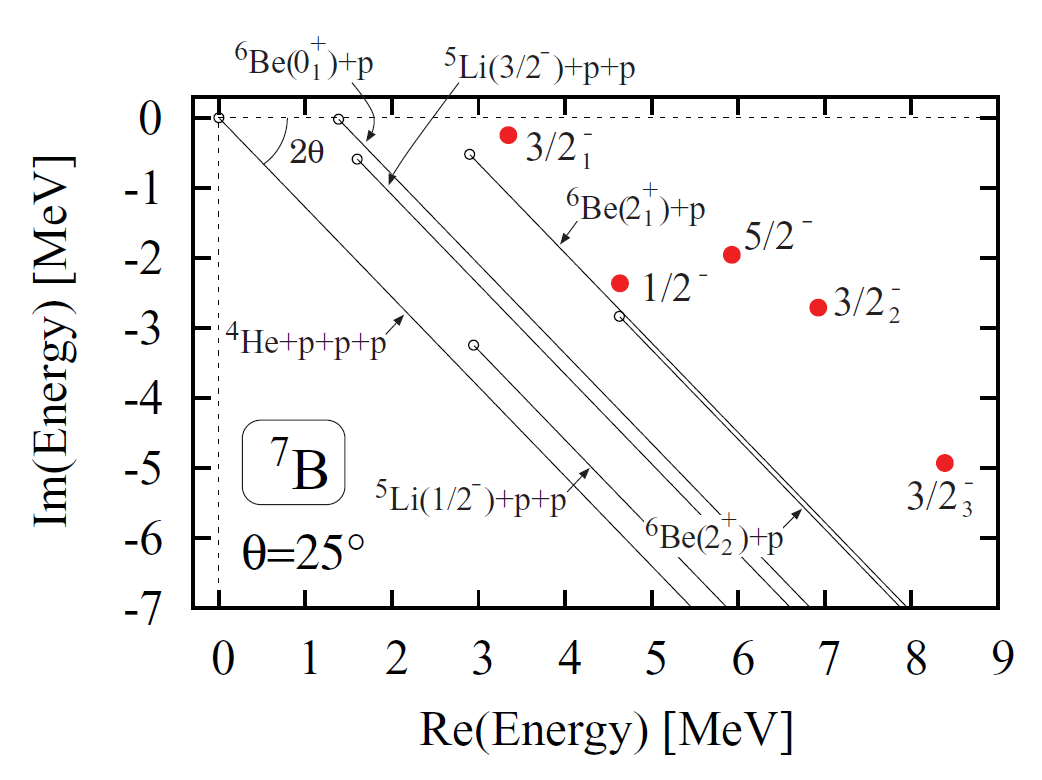 ⁶Be(0₁⁺)+p
⁵Li(3/2⁻)+p+p
0
-1
-2
-3
-4
-5
-6
-7
Im(Energy) [MeV]
2θ
3/2₁⁻
⁶Be(2₁⁺)+p
5/2⁻
1/2⁻
3/2₂⁻
⁴He+p+p+p
⁷B
⁵Li(1/2⁻)+p+p
3/2₃⁻
⁶Be(2₂⁺)+p
θ=25°
0 1 2 3 4 5 6 7 8 9
Re(Energy) [MeV]